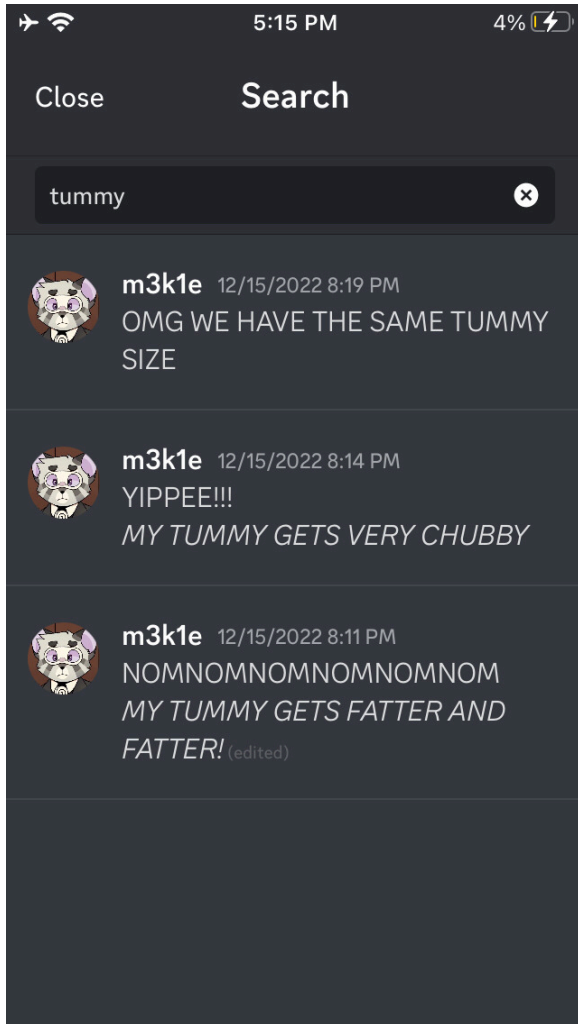 5:15 PM
4%
Close
Search
tummy
m3k1e 12/15/2022 8:19 PM
OMG WE HAVE THE SAME TUMMY
SIZE
m3k1e 12/15/2022 8:14 PM
YIPPEE!!!
MY TUMMY GETS VERY CHUBBY
m3k1e 12/15/2022 8:11 PM
NOMNOMNOMNOMNOMNOM
MY TUMMY GETS FATTER AND
FATTER! (edited)